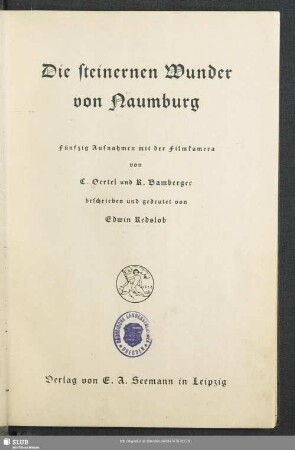 Die steinernen Wunder
von Naumburg
Fünfzig Aufnahmen mit der Filmkamera
von
C. Oertel und R. Bamberger
beschrieben und gedeutet von
Edwin Redslob
Verlag von E. A. Seemann in Leipzig
SLUB